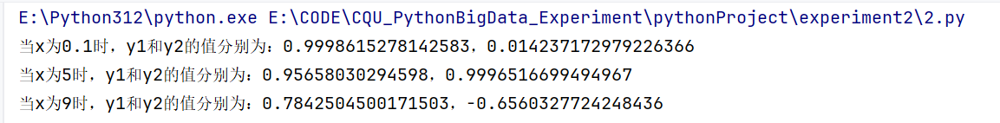 E:\Python312\python.exe E:\CODE\CQU_PythonBigData_Experiment\pythonProject\experiment2\2.py
当x为0.1时，y1和y2的值分别为：0.9998615278142583，0.014237172979226366
当x为5时，y1和y2的值分别为：0.95658030294598，0.9996516699494967
当x为9时，y1和y2的值分别为：0.7842504500171503，-0.6560327724248436